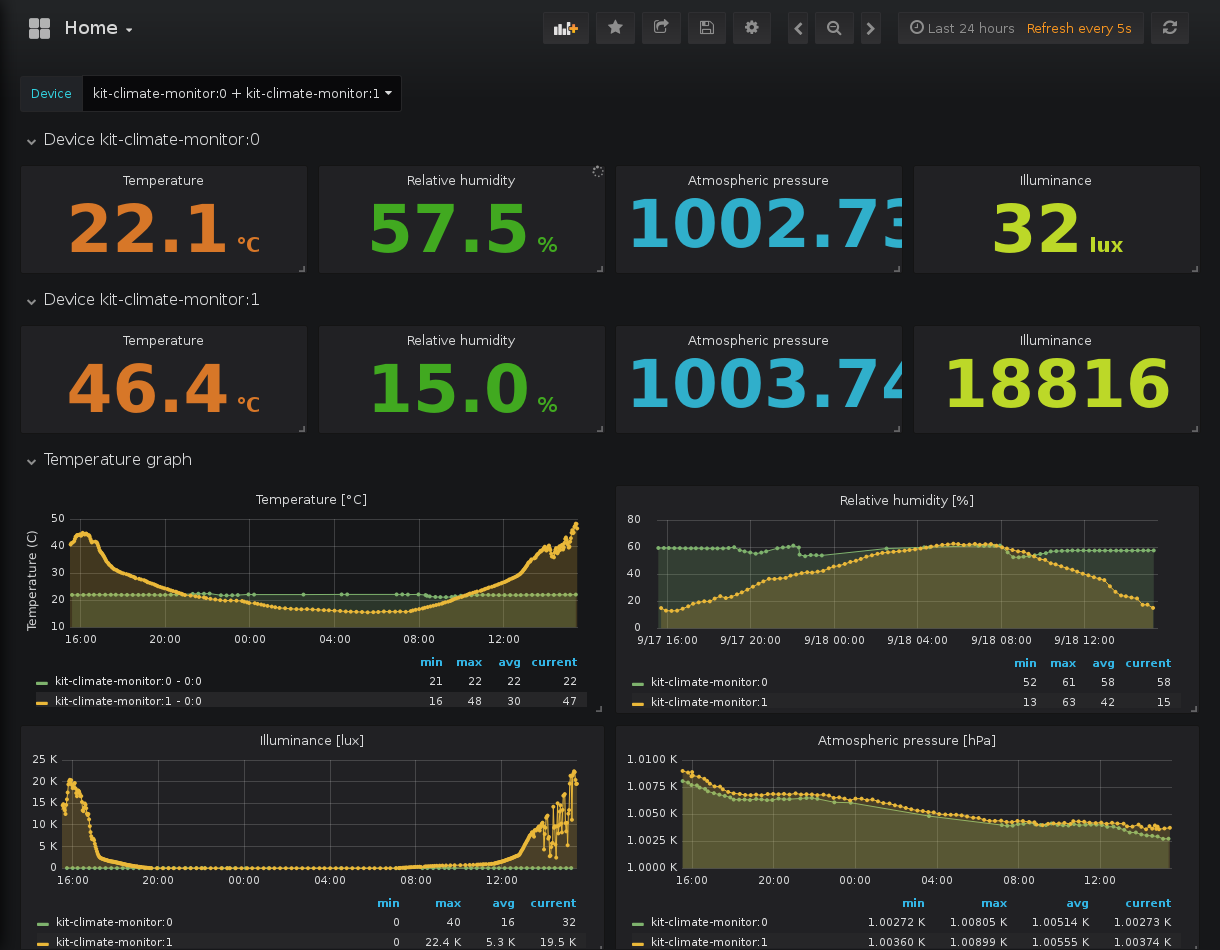 Home
Last 24 hours Refresh every 5s
Device kit-climate-monitor:0 + kit-climate-monitor:1
Device kit-climate-monitor:0
Temperature Relative humidity Atmospheric pressure Illuminance
22.1 °C 57.5 % 1002.73 32 lux
Device kit-climate-monitor:1
Temperature Relative humidity Atmospheric pressure Illuminance
46.4 °C 15.0 % 1003.74 18816
Temperature graph
Temperature [°C]
Temperature (C)
50
40
30
20
10
16:00 20:00 00:00 04:00 08:00 12:00
min max avg current
kit-climate-monitor:0 - 0:0 21 22 22 22
kit-climate-monitor:1 - 0:0 16 48 30 47
Relative humidity [%]
80
60
40
20
0
9/17 16:00 9/17 20:00 9/18 00:00 9/18 04:00 9/18 08:00 9/18 12:00
min max avg current
kit-climate-monitor:0 52 61 58 58
kit-climate-monitor:1 13 63 42 15
Illuminance [lux]
25 K
20 K
15 K
10 K
5 K
0
16:00 20:00 00:00 04:00 08:00 12:00
min max avg current
kit-climate-monitor:0 0 40 16 32
kit-climate-monitor:1 0 22.4 K 5.3 K 19.5 K
Atmospheric pressure [hPa]
1.0100 K
1.0075 K
1.0050 K
1.0025 K
1.0000 K
16:00 20:00 00:00 04:00 08:00 12:00
min max avg current
kit-climate-monitor:0 1.00272 K 1.00805 K 1.00514 K 1.00273 K
kit-climate-monitor:1 1.00360 K 1.00899 K 1.00555 K 1.00374 K